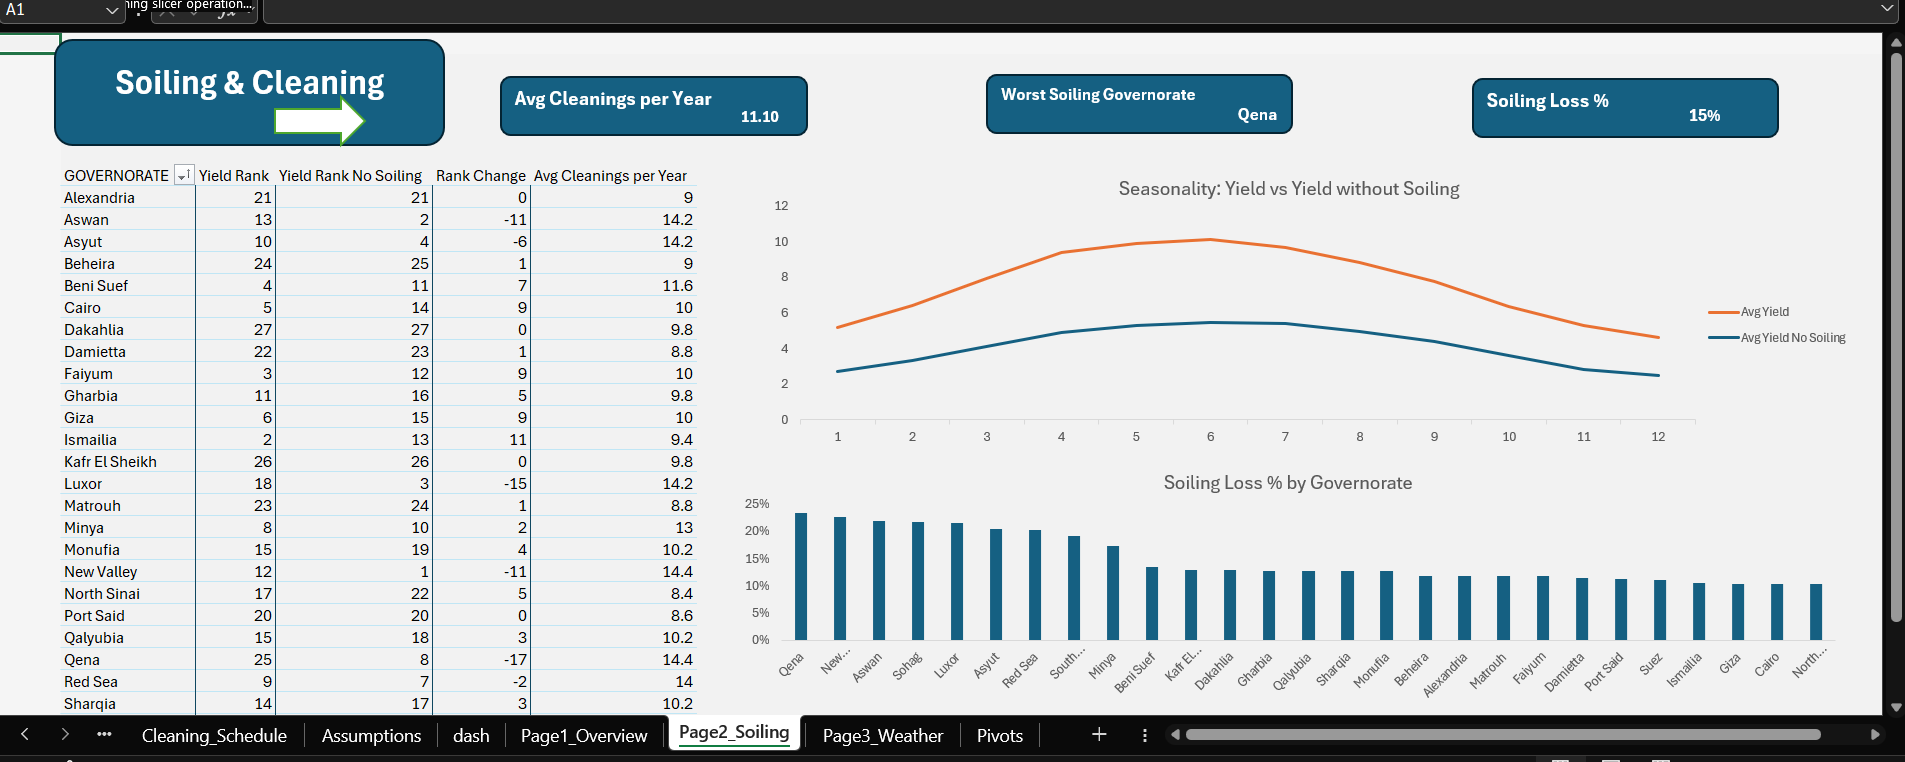 A1
ning slicer operation...
Soiling & Cleaning
Avg Cleanings per Year
11.10
Worst Soiling Governorate
Qena
Soiling Loss %
15%
GOVERNORATE Yield Rank Yield Rank No Soiling Rank Change Avg Cleanings per Year
Alexandria 21 21 0 9
Aswan 13 2 -11 14.2
Asyut 10 4 -6 14.2
Beheira 24 25 1 9
Beni Suef 4 11 7 11.6
Cairo 5 14 9 10
Dakahlia 27 27 0 9.8
Damietta 22 23 1 8.8
Faiyum 3 12 9 10
Gharbia 11 16 5 9.8
Giza 6 15 9 10
Ismailia 2 13 11 9.4
Kafr El Sheikh 26 26 0 9.8
Luxor 18 3 -15 14.2
Matrouh 23 24 1 8.8
Minya 8 10 2 13
Monufia 15 19 4 10.2
New Valley 12 1 -11 14.4
North Sinai 17 22 5 8.4
Port Said 20 20 0 8.6
Qalyubia 15 18 3 10.2
Qena 25 8 -17 14.4
Red Sea 9 7 -2 14
Sharqia 14 17 3 10.2
Seasonality: Yield vs Yield without Soiling
12
10
8
6
4
2
0
1 2 3 4 5 6 7 8 9 10 11 12
Avg Yield
Avg Yield No Soiling
Soiling Loss % by Governorate
25%
20%
15%
10%
5%
0%
Qena New... Aswan Sohag Luxor Asyut Red Sea South... Minya Beni Suef Kafr El... Dakahlia Gharbia Qalyubia Sharqia Monufia Beheira Alexandria Matrouh Faiyum Damietta Port Said Suez Ismailia Giza Cairo North...
Cleaning_Schedule Assumptions dash Page1_Overview Page2_Soiling Page3_Weather Pivots